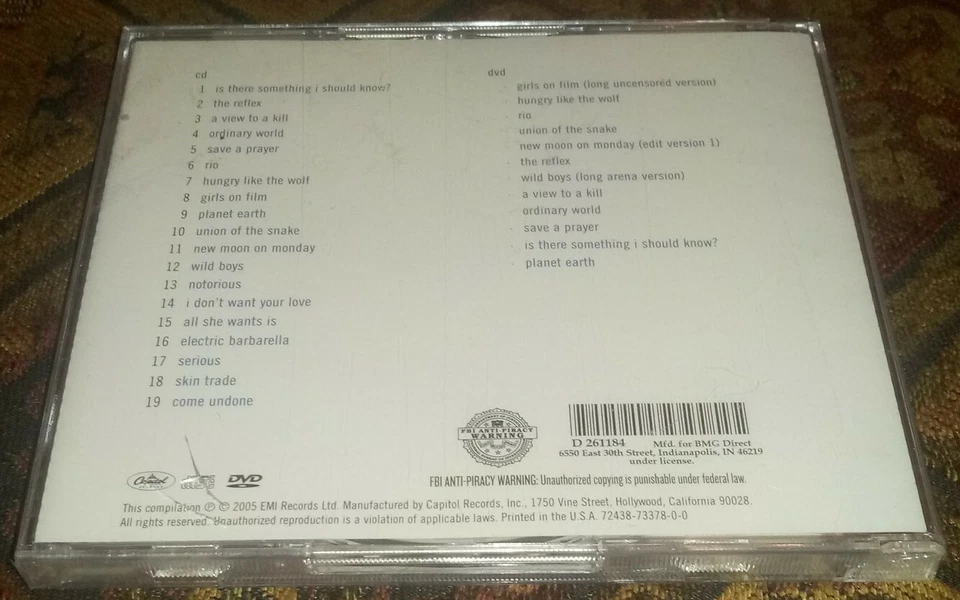 cd
1 is there something i should know?
2 the reflex
3 a view to a kill
4 ordinary world
5 save a prayer
6 rio
7 hungry like the wolf
8 girls on film
9 planet earth
10 union of the snake
11 new moon on monday
12 wild boys
13 notorious
14 i don't want your love
15 all she wants is
16 electric barbarella
17 serious
18 skin trade
19 come undone
dvd
girls on film (long uncensored version)
hungry like the wolf
rio
union of the snake
new moon on monday (edit version 1)
the reflex
wild boys (long arena version)
a view to a kill
ordinary world
save a prayer
is there something i should know?
planet earth
FBI ANTI-PIRACY
WARNING
D 261184 Mfd. for BMG Direct
6550 East 30th Street, Indianapolis, IN 46219
under license.
Capitol
DVD
FBI ANTI-PIRACY WARNING: Unauthorized copying is punishable under federal law.
This compilation ℗ © 2005 EMI Records Ltd. Manufactured by Capitol Records, Inc., 1750 Vine Street, Hollywood, California 90028.
All rights reserved. Unauthorized reproduction is a violation of applicable laws. Printed in the U.S.A. 72438-73378-0-0